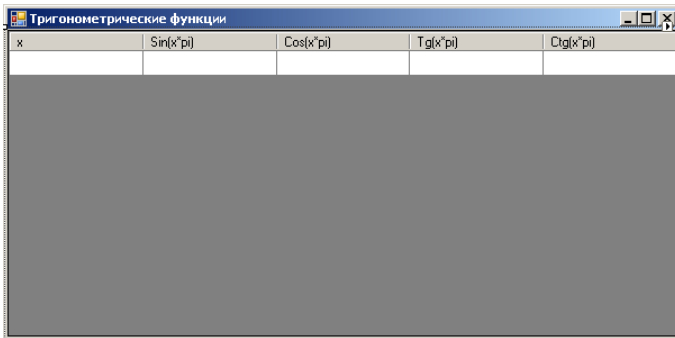 Тригонометрические функции
x Sin(x*pi) Cos(x*pi) Tg(x*pi) Ctg(x*pi)